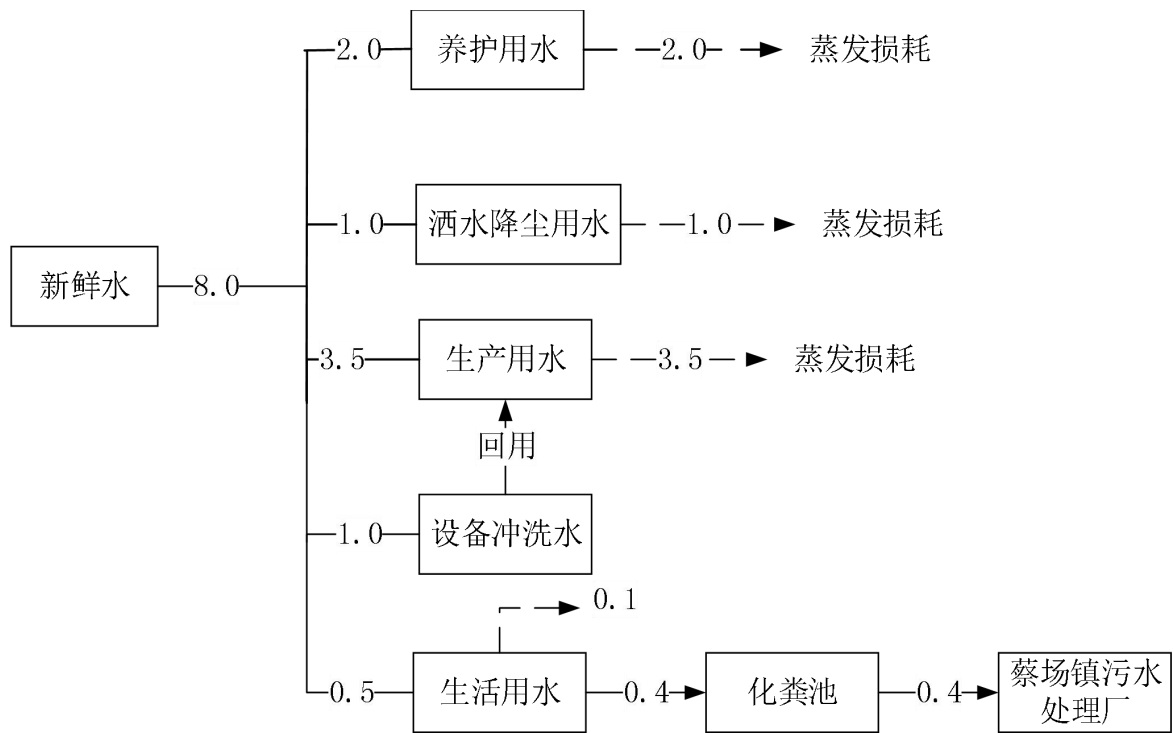 2.0
养护用水
2.0
蒸发损耗
1.0
洒水降尘用水
1.0
蒸发损耗
新鲜水
8.0
3.5
生产用水
3.5
蒸发损耗
回用
1.0
设备冲洗水
0.1
0.5
生活用水
0.4
化粪池
0.4
蔡场镇污水
处理厂